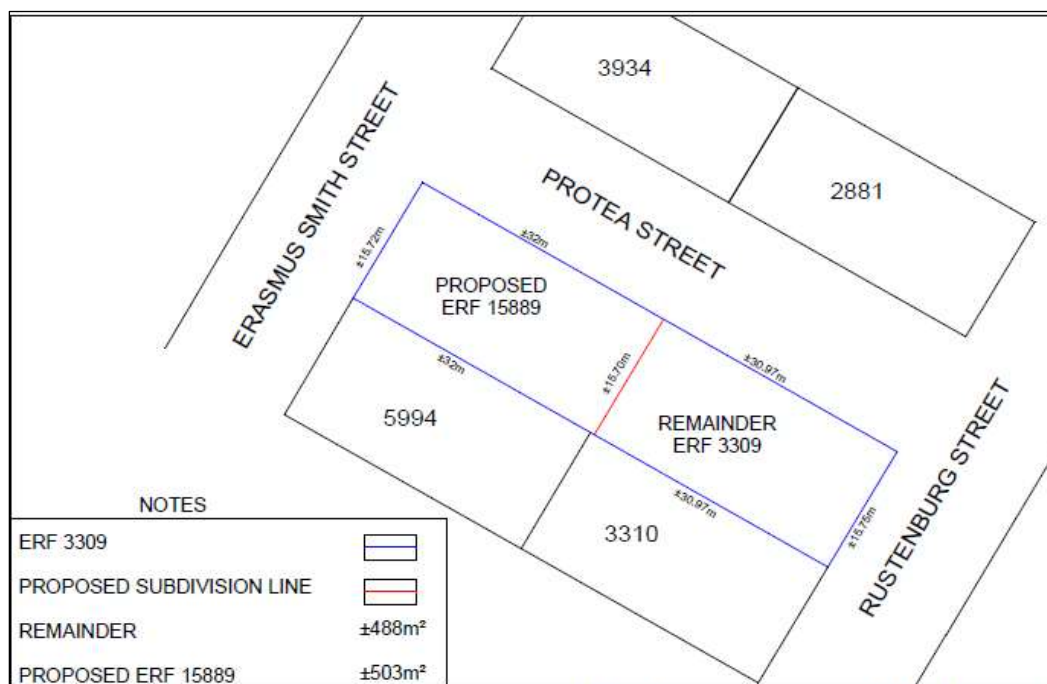 3934
2881
ERASMUS SMITH STREET
PROTEA STREET
±15.72m
±32m
PROPOSED
ERF 15889
±32m
±15.70m
±30.97m
5994
REMAINDER
ERF 3309
±30.97m
±15.75m
3310
RUSTENBURG STREET
NOTES
ERF 3309
PROPOSED SUBDIVISION LINE
REMAINDER ±488m²
PROPOSED ERF 15889 ±503m²